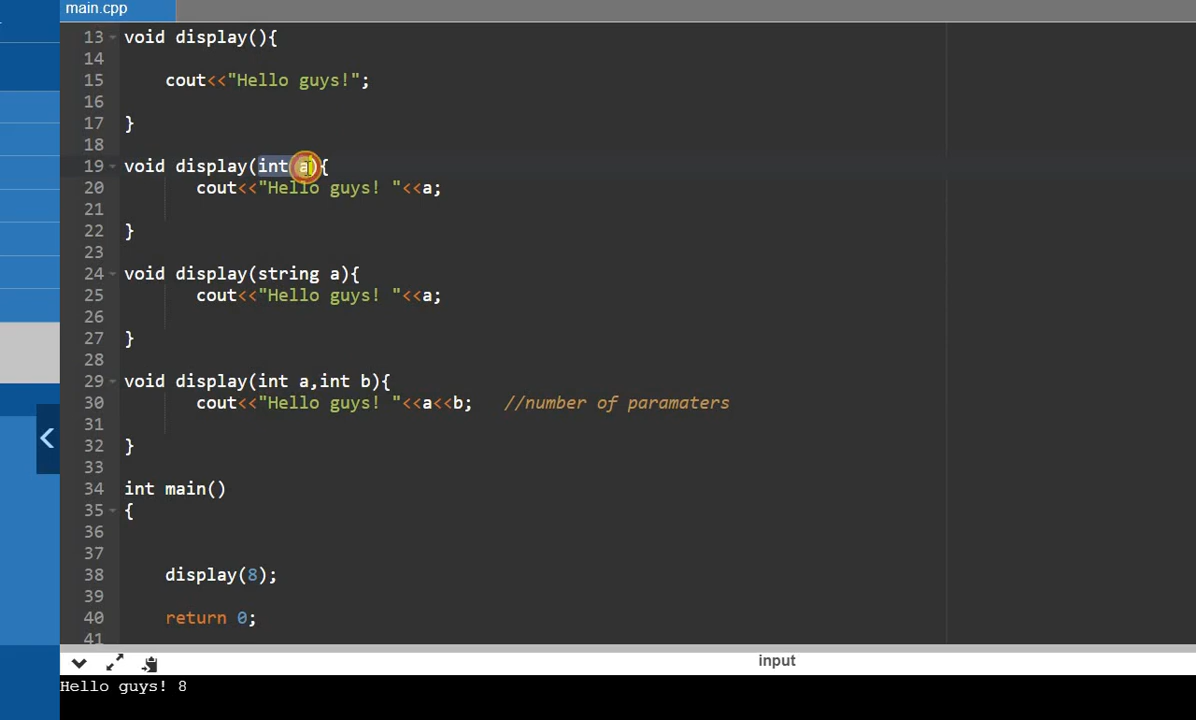 main.cpp
13 void display(){
14
15 cout<<"Hello guys!";
16
17 }
18
19 void display(int a){
20 cout<<"Hello guys! "<<a;
21
22 }
23
24 void display(string a){
25 cout<<"Hello guys! "<<a;
26
27 }
28
29 void display(int a,int b){
30 cout<<"Hello guys! "<<a<<b; //number of paramaters
31
32 }
33
34 int main()
35 {
36
37
38 display(8);
39
40 return 0;
41
input
Hello guys! 8